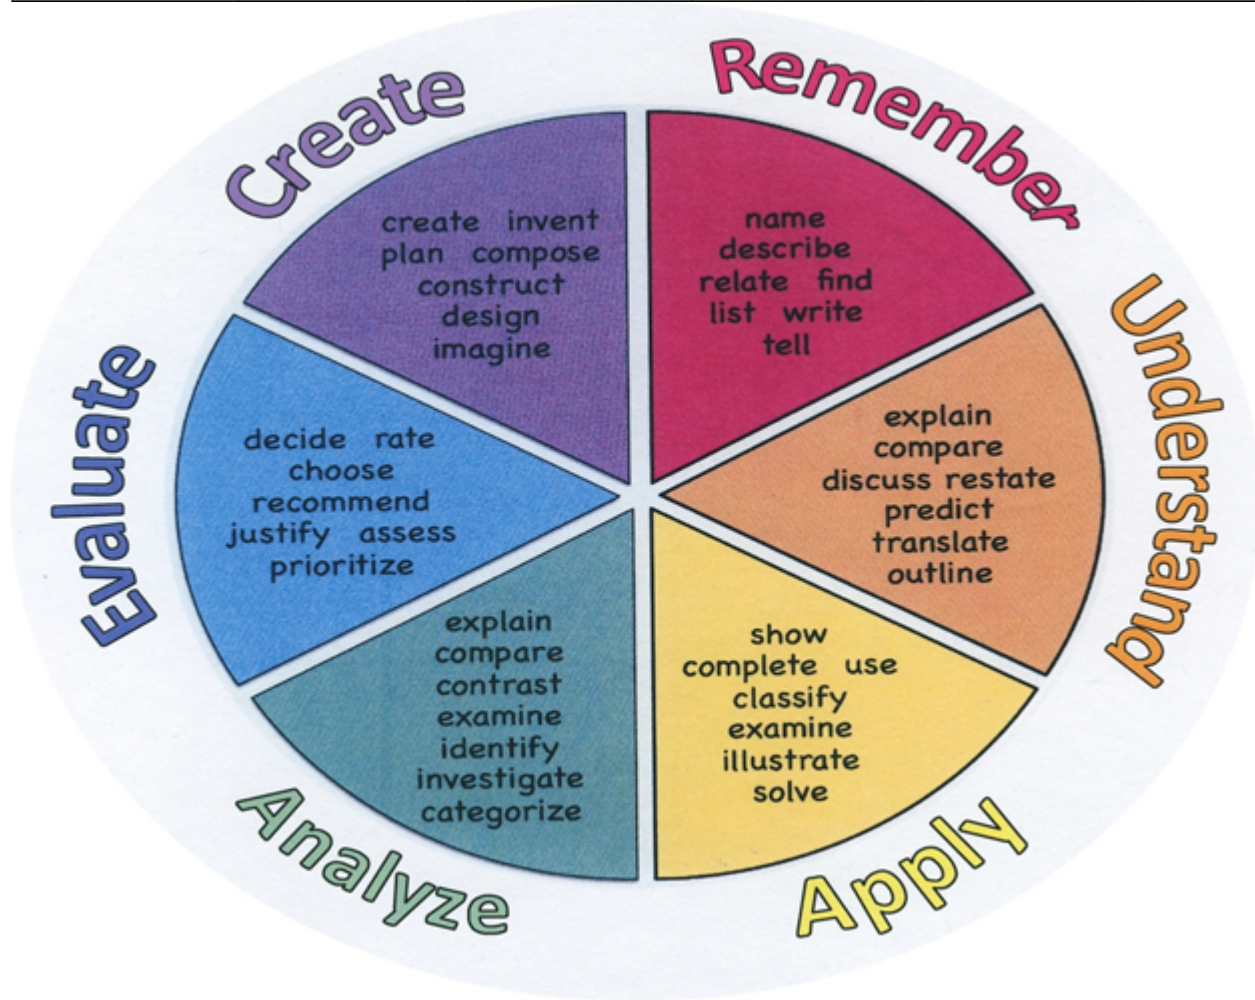 Remember
name
describe
relate find
list write
tell
Understand
explain
compare
discuss restate
predict
translate
outline
Apply
show
complete use
classify
examine
illustrate
solve
Analyze
explain
compare
contrast
examine
identify
investigate
categorize
Evaluate
decide rate
choose
recommend
justify assess
prioritize
Create
create invent
plan compose
construct
design
imagine